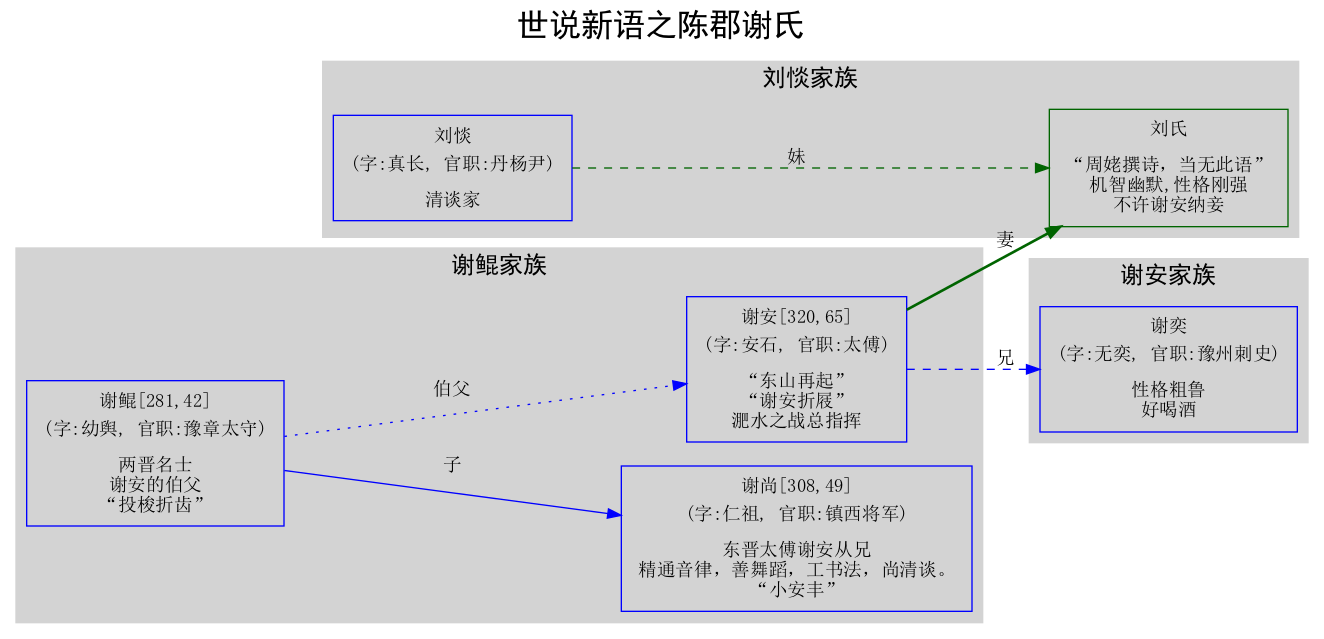 世说新语之陈郡谢氏
刘惔家族
刘惔
(字:真长, 官职:丹杨尹)
清谈家
妹
刘氏
“周姥撰诗，当无此语”
机智幽默,性格刚强
不许谢安纳妾
妻
谢鲲家族
谢鲲[281,42]
(字:幼舆, 官职:豫章太守)
两晋名士
谢安的伯父
“投梭折齿”
伯父
子
谢安[320,65]
(字:安石, 官职:太傅)
“东山再起”
“谢安折屐”
淝水之战总指挥
谢尚[308,49]
(字:仁祖, 官职:镇西将军)
东晋太傅谢安从兄
精通音律，善舞蹈，工书法，尚清谈。
“小安丰”
兄
谢安家族
谢奕
(字:无奕, 官职:豫州刺史)
性格粗鲁
好喝酒